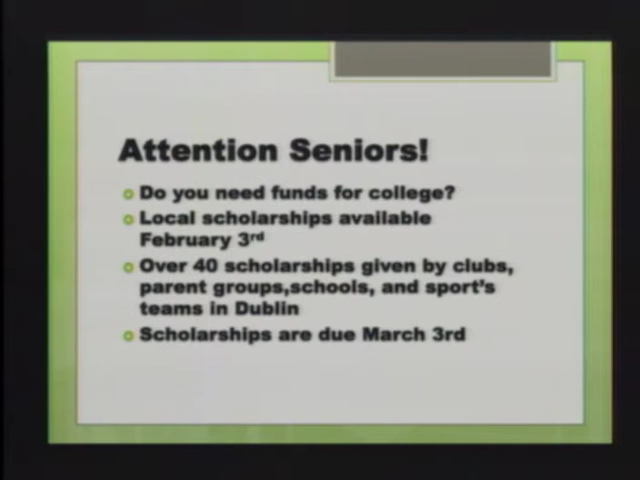 Attention Seniors!
Do you need funds for college?
Local scholarships available
February 3rd
Over 40 scholarships given by clubs,
parent groups,schools, and sport's
teams in Dublin
Scholarships are due March 3rd